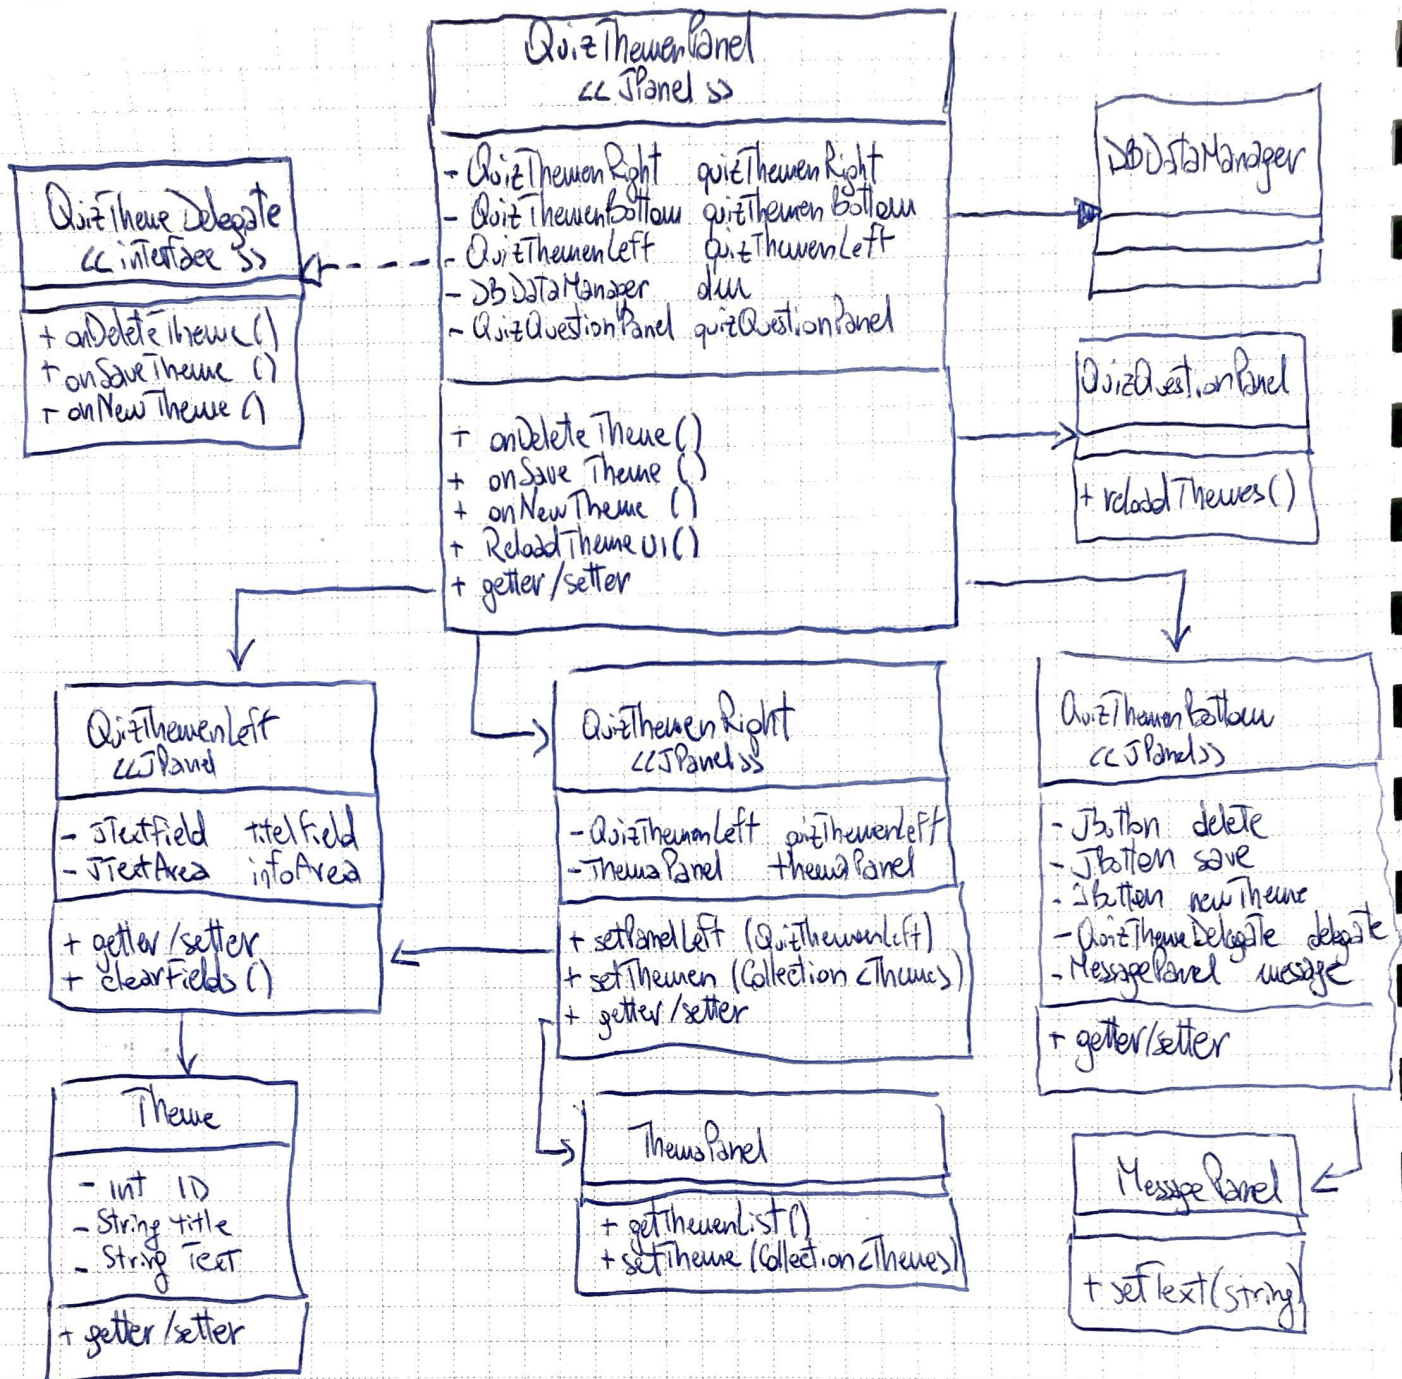 QuizThemenPanel
<< JPanel >>
- QuizThemenRight quizThemenRight
- QuizThemenBottom quizThemenBottom
- QuizThemenLeft quizThemenLeft
- DBDataManager dm
- QuizQuestionPanel quizQuestionPanel
+ onDeleteTheme()
+ onSaveTheme()
+ onNewTheme()
+ ReloadThemeUI()
+ getter/setter
QuizThemeDelegate
<< interface >>
+ onDeleteTheme()
+ onSaveTheme()
+ onNewTheme()
DBDataManager
QuizQuestionPanel
+ reloadThemes()
QuizThemenLeft
<<JPanel
- JTextField titelField
- JTextArea infoArea
+ getter/setter
+ clearFields()
QuizThemenRight
<<JPanel>>
- QuizThemenLeft quizThemenLeft
- ThemaPanel themaPanel
+ setPanelLeft (QuizThemenLeft)
+ setThemen (Collection<Themes)
+ getter/setter
QuizThemenBottom
<<JPanel>>
- JButton delete
- JButton save
- JButton newTheme
- QuizThemeDelegate delegate
- MessagePanel message
+ getter/setter
Theme
- int ID
- String title
- String Text
+ getter/setter
ThemaPanel
+ getThemenList()
+ setTheme (Collection<Themes)
MessagePanel
+ setText(string)